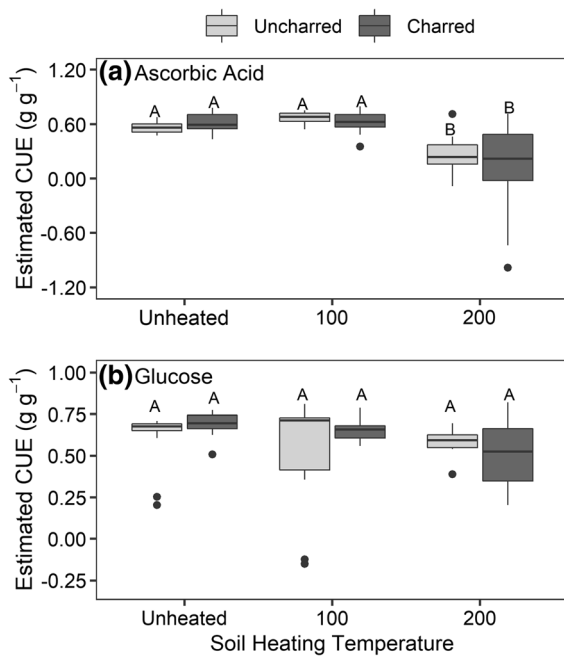 Uncharred Charred
(a) Ascorbic Acid
Estimated CUE (g g⁻¹)
1.20
0.60
0.00
-0.60
-1.20
A A A A B B
Unheated 100 200
(b) Glucose
Estimated CUE (g g⁻¹)
1.00
0.75
0.50
0.25
0.00
-0.25
A A A A A A
Unheated 100 200
Soil Heating Temperature